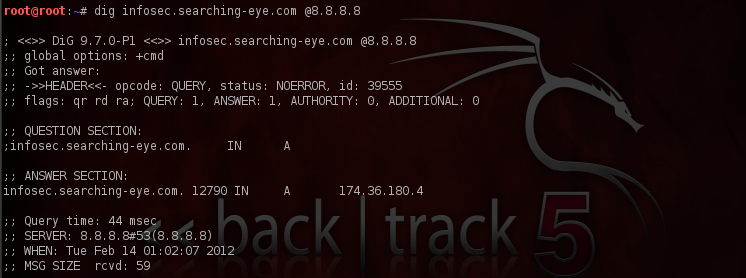 root@root:~# dig infosec.searching-eye.com @8.8.8.8

; <<>> DiG 9.7.0-P1 <<>> infosec.searching-eye.com @8.8.8.8
;; global options: +cmd
;; Got answer:
;; ->>HEADER<<- opcode: QUERY, status: NOERROR, id: 39555
;; flags: qr rd ra; QUERY: 1, ANSWER: 1, AUTHORITY: 0, ADDITIONAL: 0

;; QUESTION SECTION:
;infosec.searching-eye.com. IN A

;; ANSWER SECTION:
infosec.searching-eye.com. 12790 IN A 174.36.180.4

;; Query time: 44 msec
;; SERVER: 8.8.8.8#53(8.8.8.8)
;; WHEN: Tue Feb 14 01:02:07 2012
;; MSG SIZE rcvd: 59
<< back | track 5